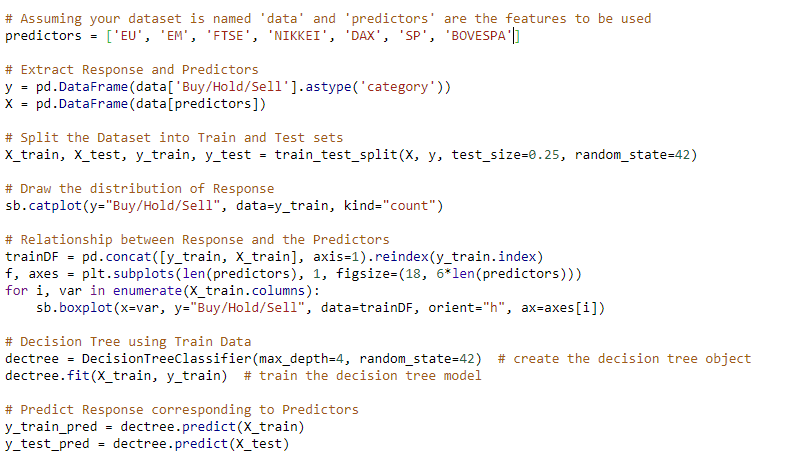 # Assuming your dataset is named 'data' and 'predictors' are the features to be used
predictors = ['EU', 'EM', 'FTSE', 'NIKKEI', 'DAX', 'SP', 'BOVESPA']
# Extract Response and Predictors
y = pd.DataFrame(data['Buy/Hold/Sell'].astype('category'))
X = pd.DataFrame(data[predictors])
# Split the Dataset into Train and Test sets
X_train, X_test, y_train, y_test = train_test_split(X, y, test_size=0.25, random_state=42)
# Draw the distribution of Response
sb.catplot(y="Buy/Hold/Sell", data=y_train, kind="count")
# Relationship between Response and the Predictors
trainDF = pd.concat([y_train, X_train], axis=1).reindex(y_train.index)
f, axes = plt.subplots(len(predictors), 1, figsize=(18, 6*len(predictors)))
for i, var in enumerate(X_train.columns):
    sb.boxplot(x=var, y="Buy/Hold/Sell", data=trainDF, orient="h", ax=axes[i])
# Decision Tree using Train Data
dectree = DecisionTreeClassifier(max_depth=4, random_state=42)  # create the decision tree object
dectree.fit(X_train, y_train)  # train the decision tree model
# Predict Response corresponding to Predictors
y_train_pred = dectree.predict(X_train)
y_test_pred = dectree.predict(X_test)